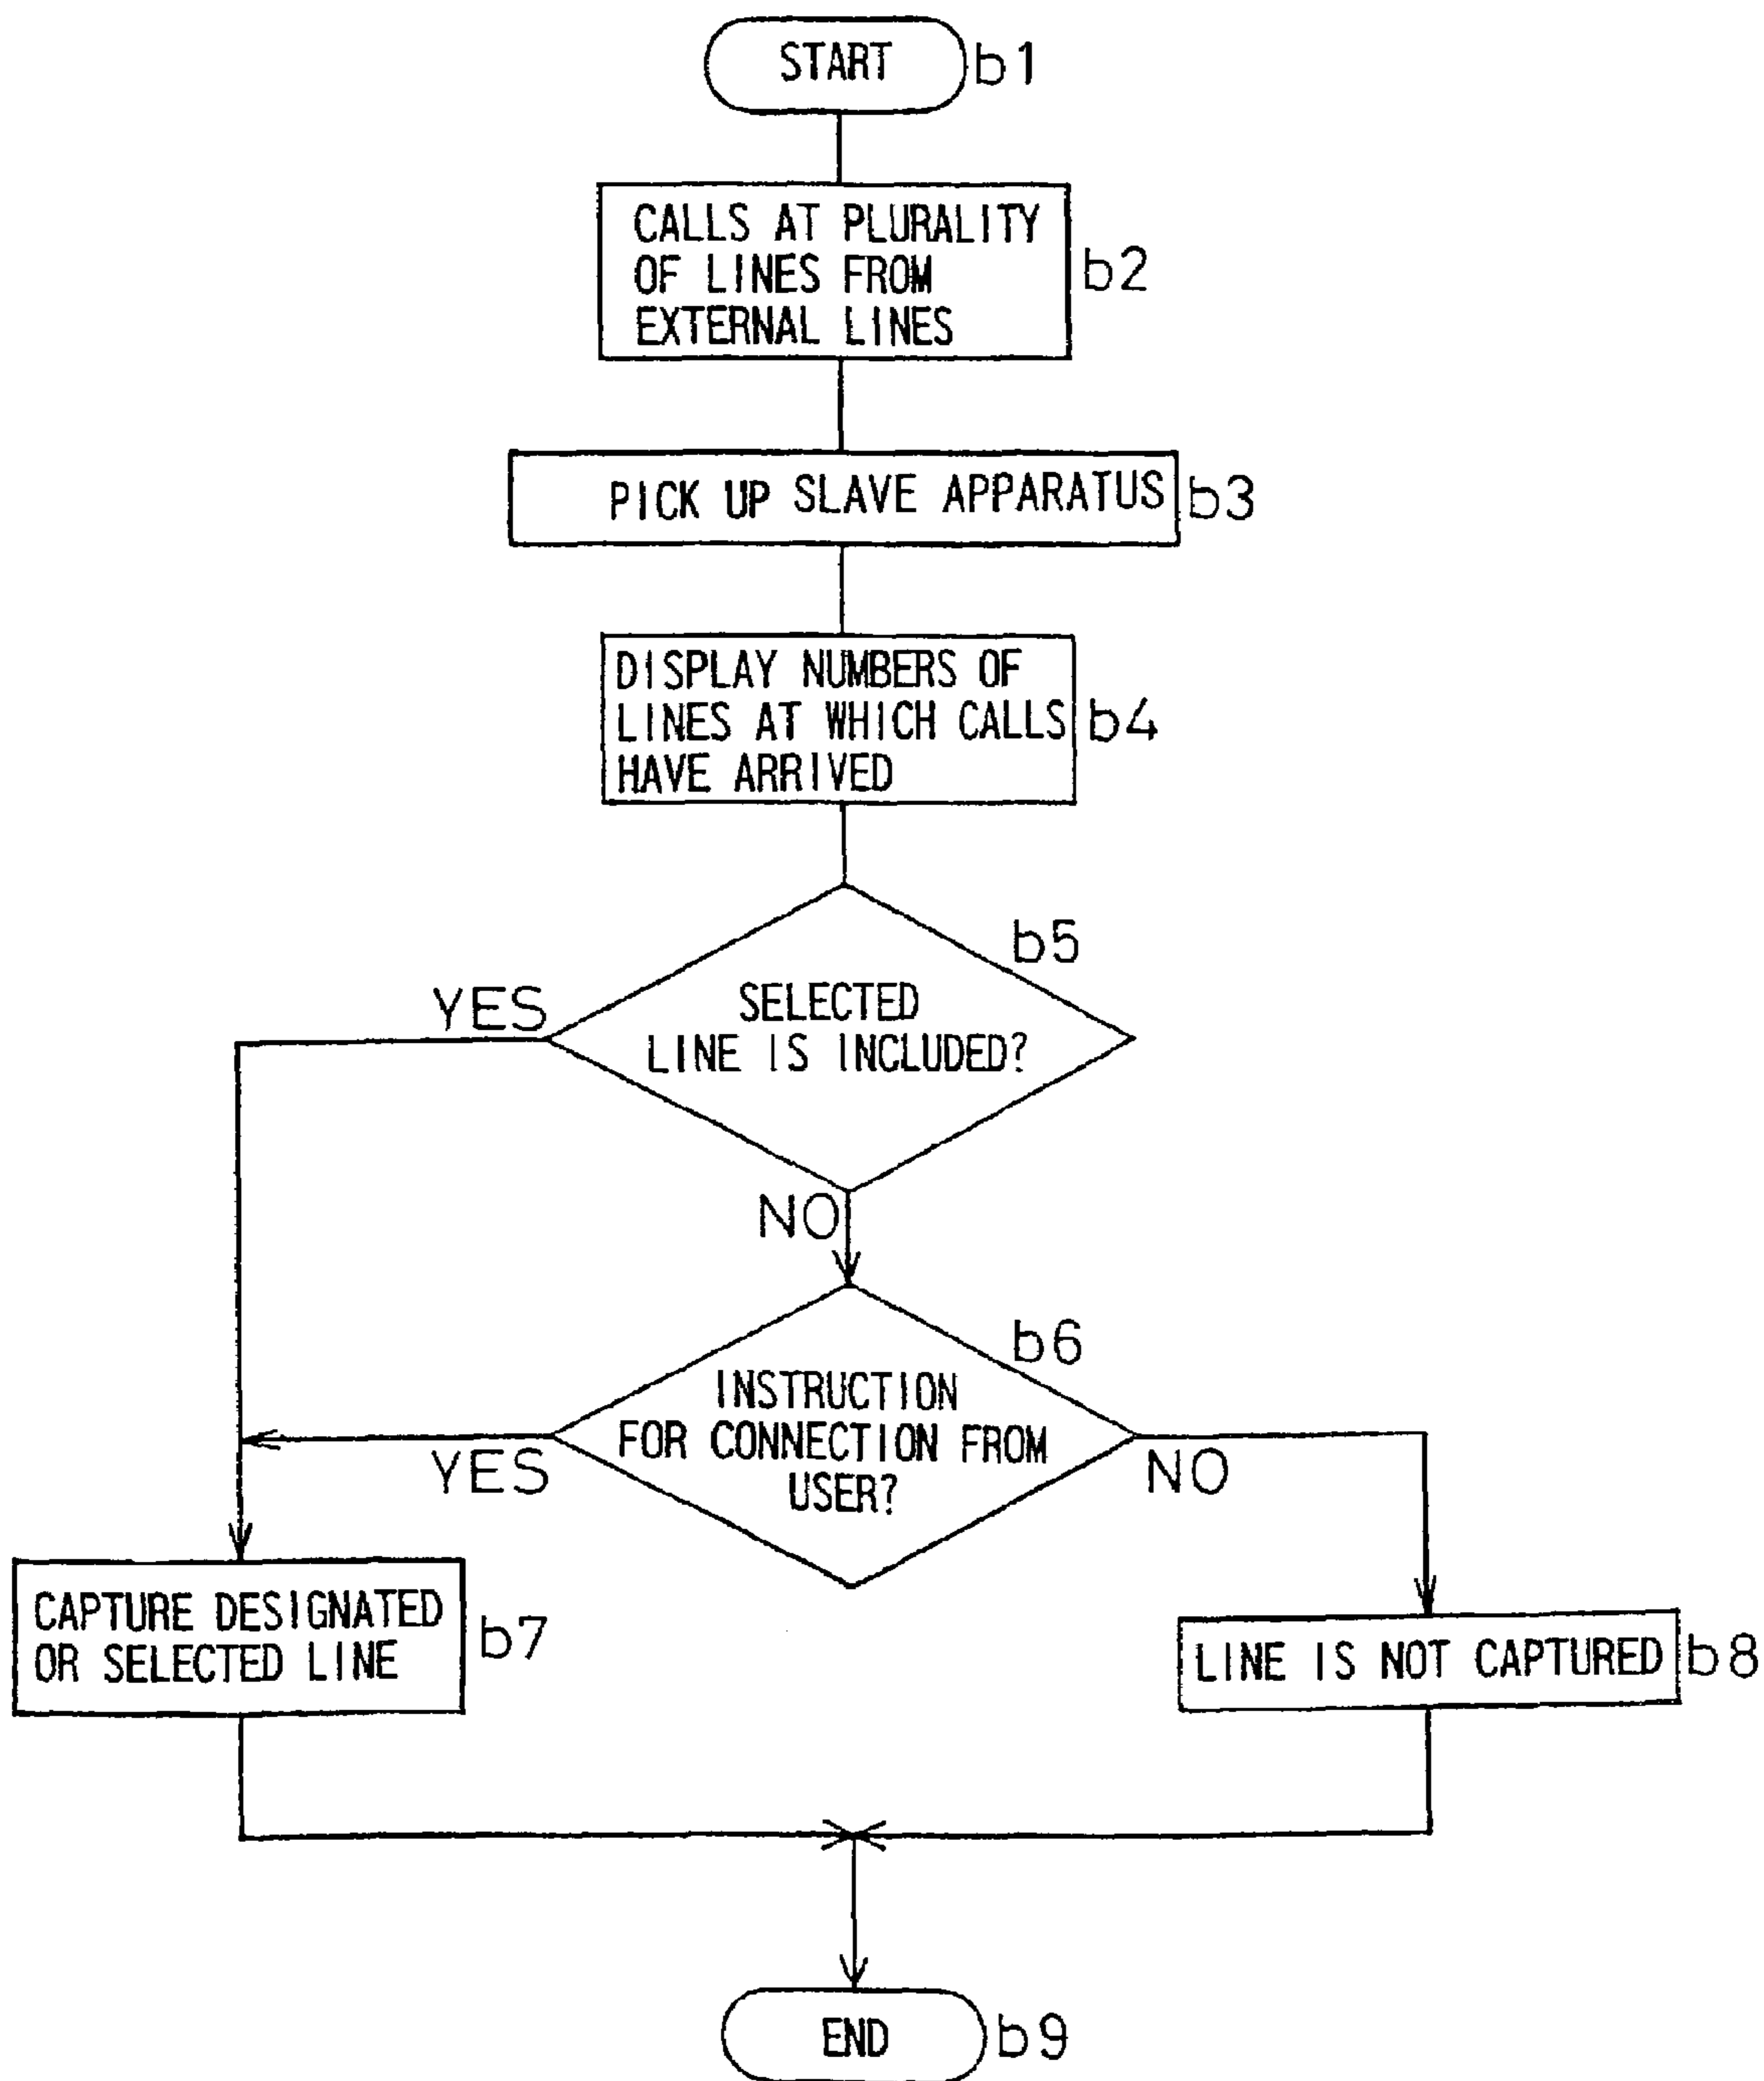 START b1
CALLS AT PLURALITY
OF LINES FROM
EXTERNAL LINES
b2
PICK UP SLAVE APPARATUS b3
DISPLAY NUMBERS OF
LINES AT WHICH CALLS
HAVE ARRIVED
b4
b5
SELECTED
LINE IS INCLUDED?
YES
NO
b6
INSTRUCTION
FOR CONNECTION FROM
USER?
YES
NO
CAPTURE DESIGNATED
OR SELECTED LINE
b7
LINE IS NOT CAPTURED b8
END b9